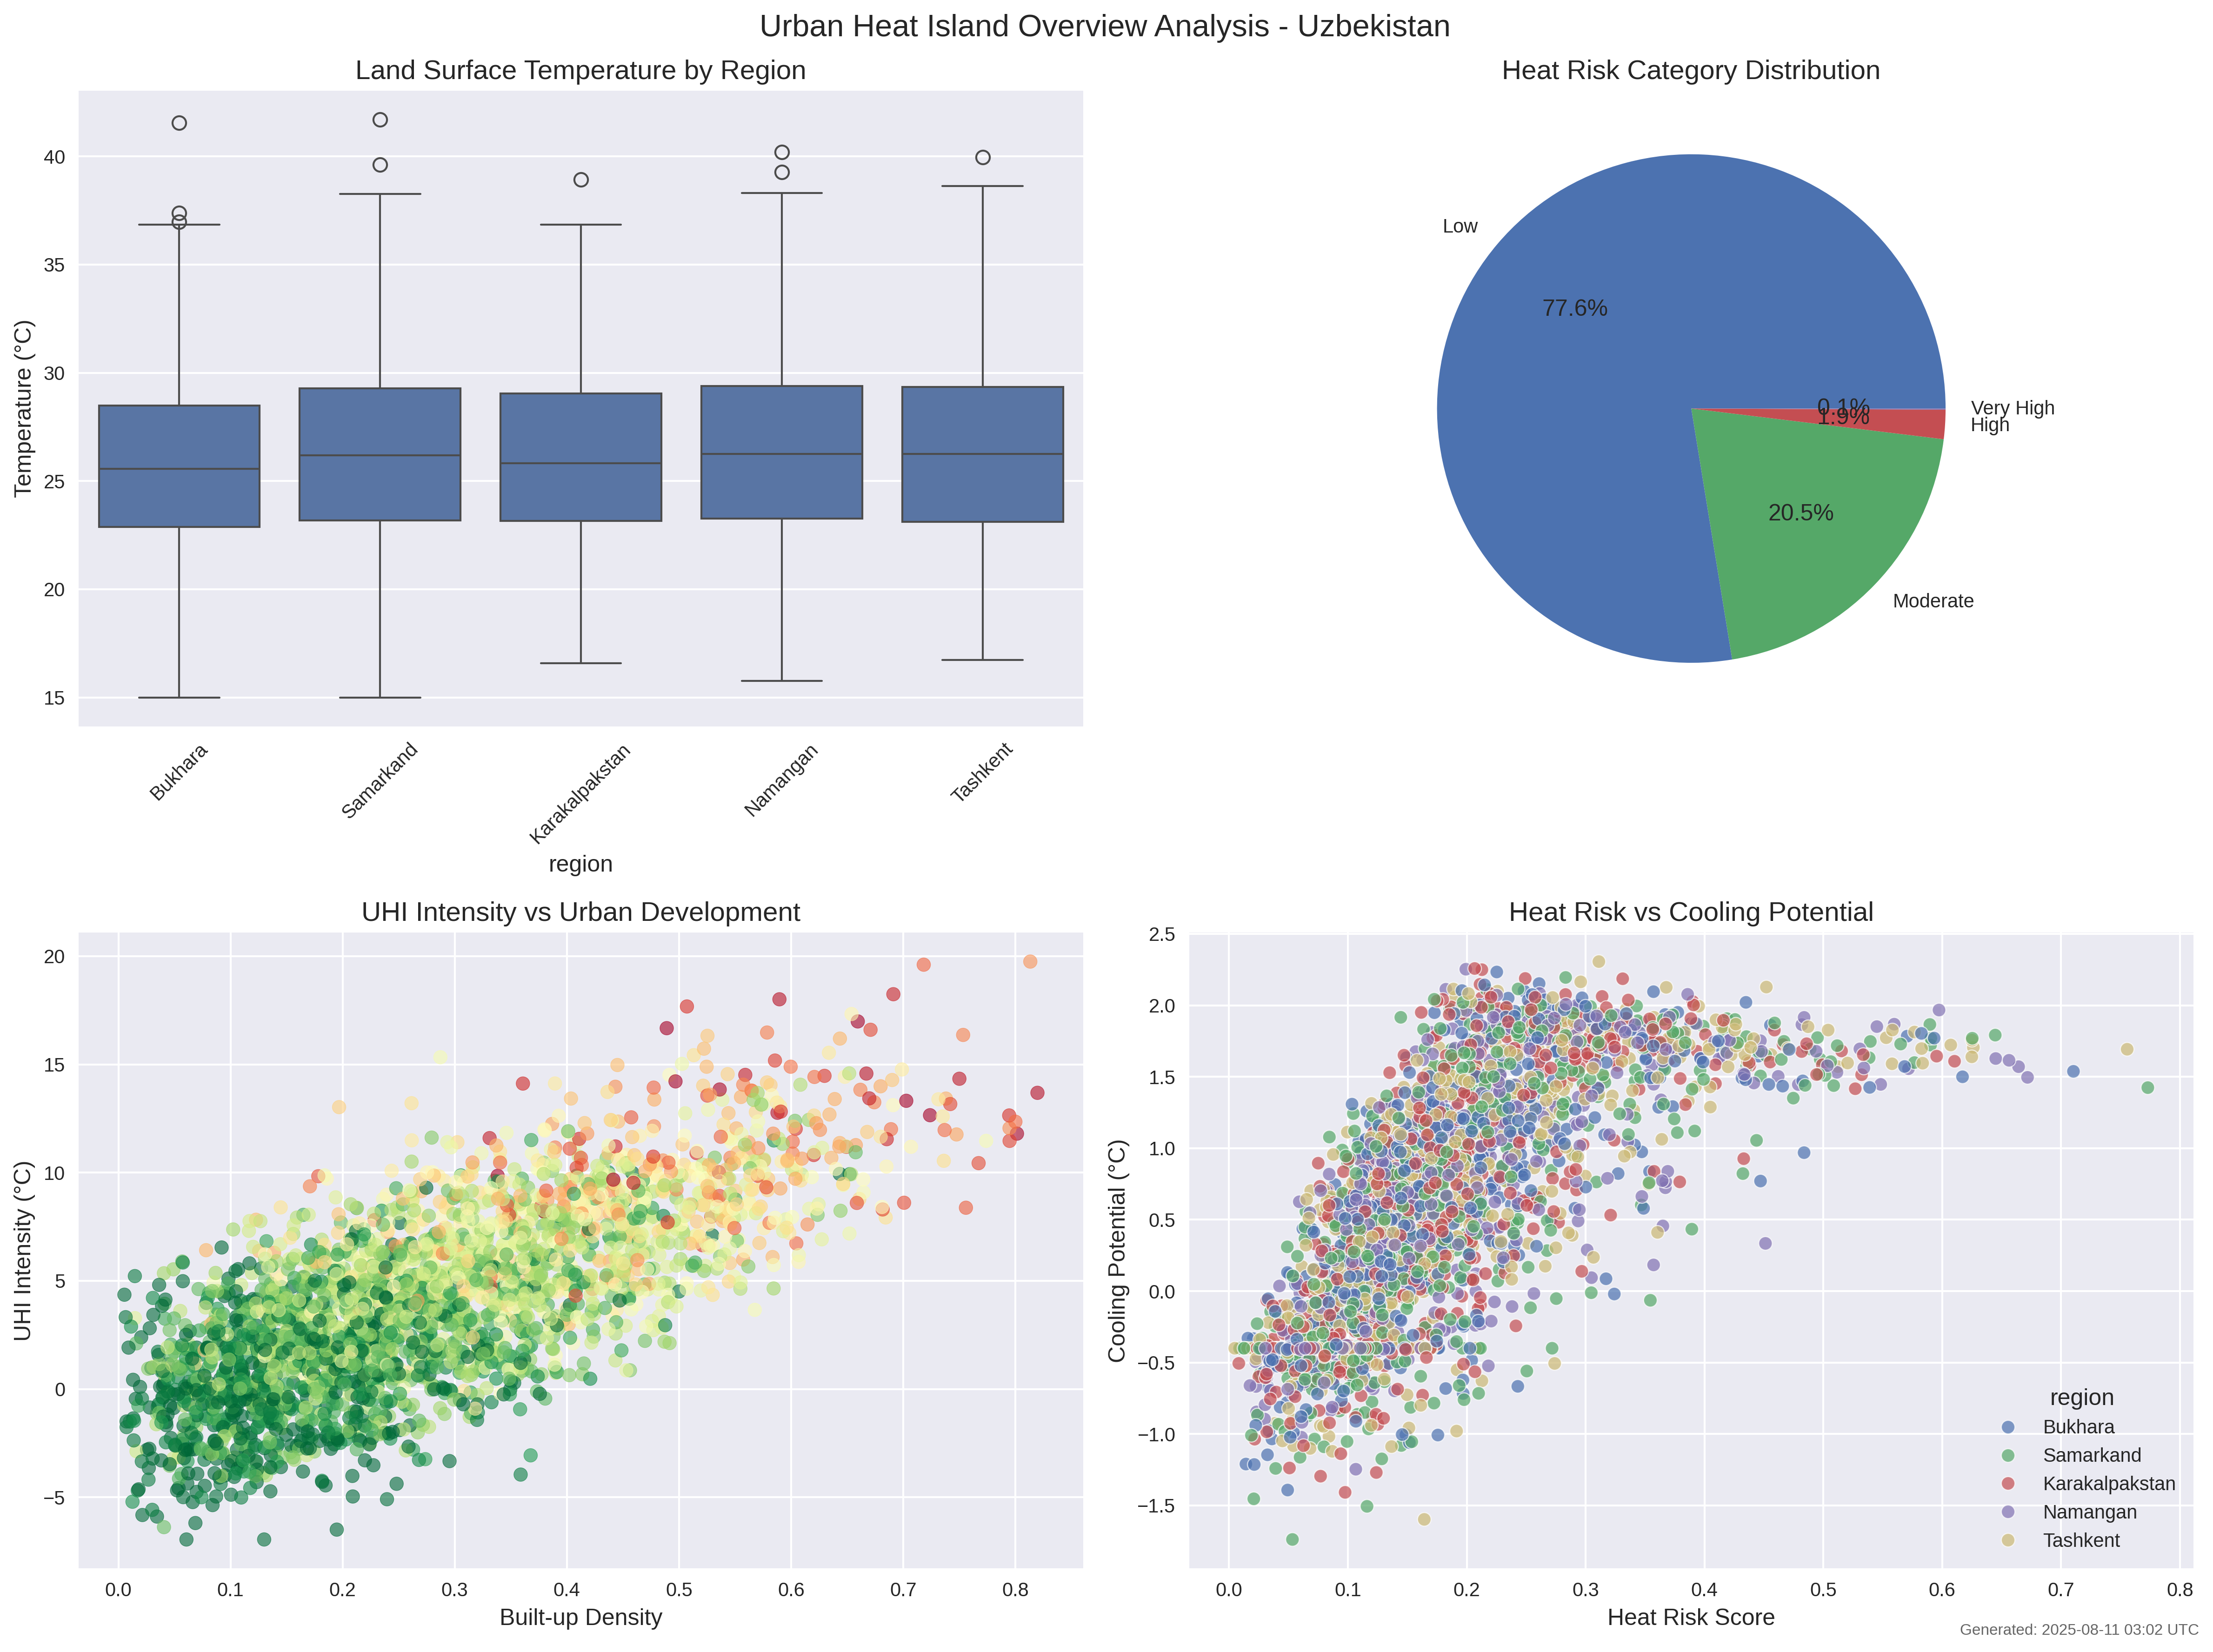 Urban Heat Island Overview Analysis - Uzbekistan
Land Surface Temperature by Region
Temperature (°C)
40
35
30
25
20
15
Bukhara
Samarkand
Karakalpakstan
Namangan
Tashkent
region
Heat Risk Category Distribution
Low
77.6%
0.1%
1.9%
Very High
High
20.5%
Moderate
UHI Intensity vs Urban Development
UHI Intensity (°C)
20
15
10
5
0
−5
0.0 0.1 0.2 0.3 0.4 0.5 0.6 0.7 0.8
Built-up Density
Heat Risk vs Cooling Potential
Cooling Potential (°C)
2.5
2.0
1.5
1.0
0.5
0.0
−0.5
−1.0
−1.5
region
Bukhara
Samarkand
Karakalpakstan
Namangan
Tashkent
0.0 0.1 0.2 0.3 0.4 0.5 0.6 0.7 0.8
Heat Risk Score
Generated: 2025-08-11 03:02 UTC